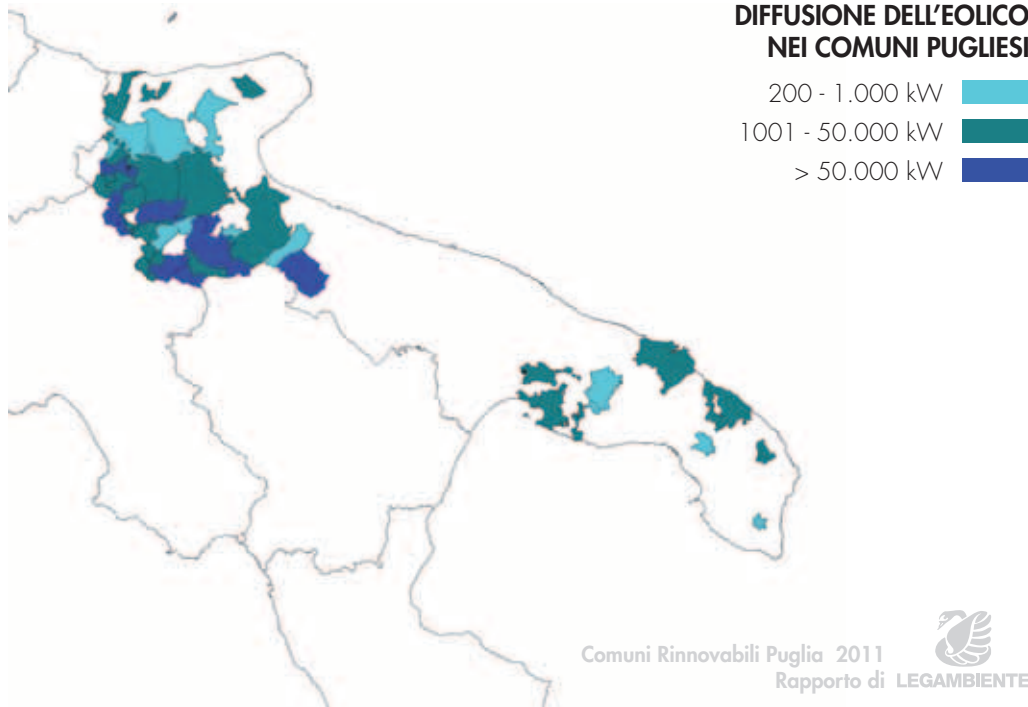 DIFFUSIONE DELL'EOLICO
NEI COMUNI PUGLIESI
200 - 1.000 kW
1001 - 50.000 kW
> 50.000 kW
Comuni Rinnovabili Puglia 2011
Rapporto di LEGAMBIENTE